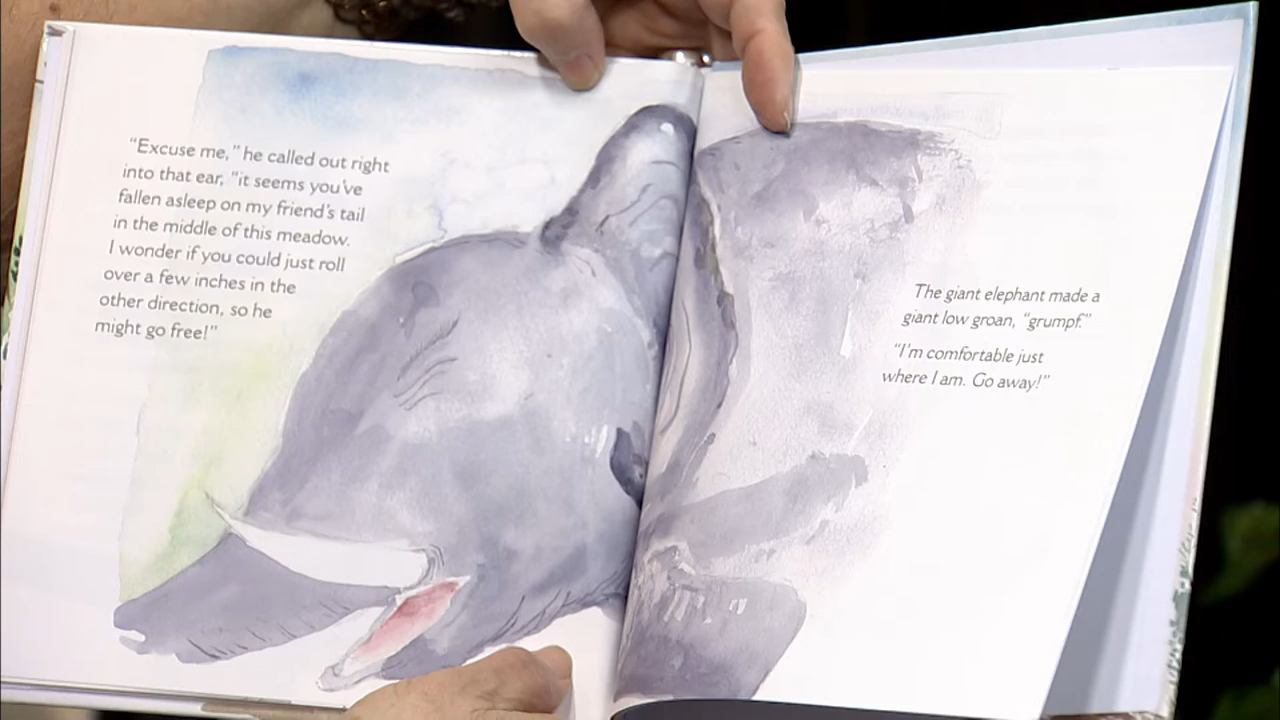 “Excuse me,” he called out right
into that ear, “it seems you’ve
fallen asleep on my friend’s tail
in the middle of this meadow.
I wonder if you could just roll
over a few inches in the
other direction, so he
might go free!”
The giant elephant made a
giant low groan, “grumpf.”
“I’m comfortable just
where I am. Go away!”